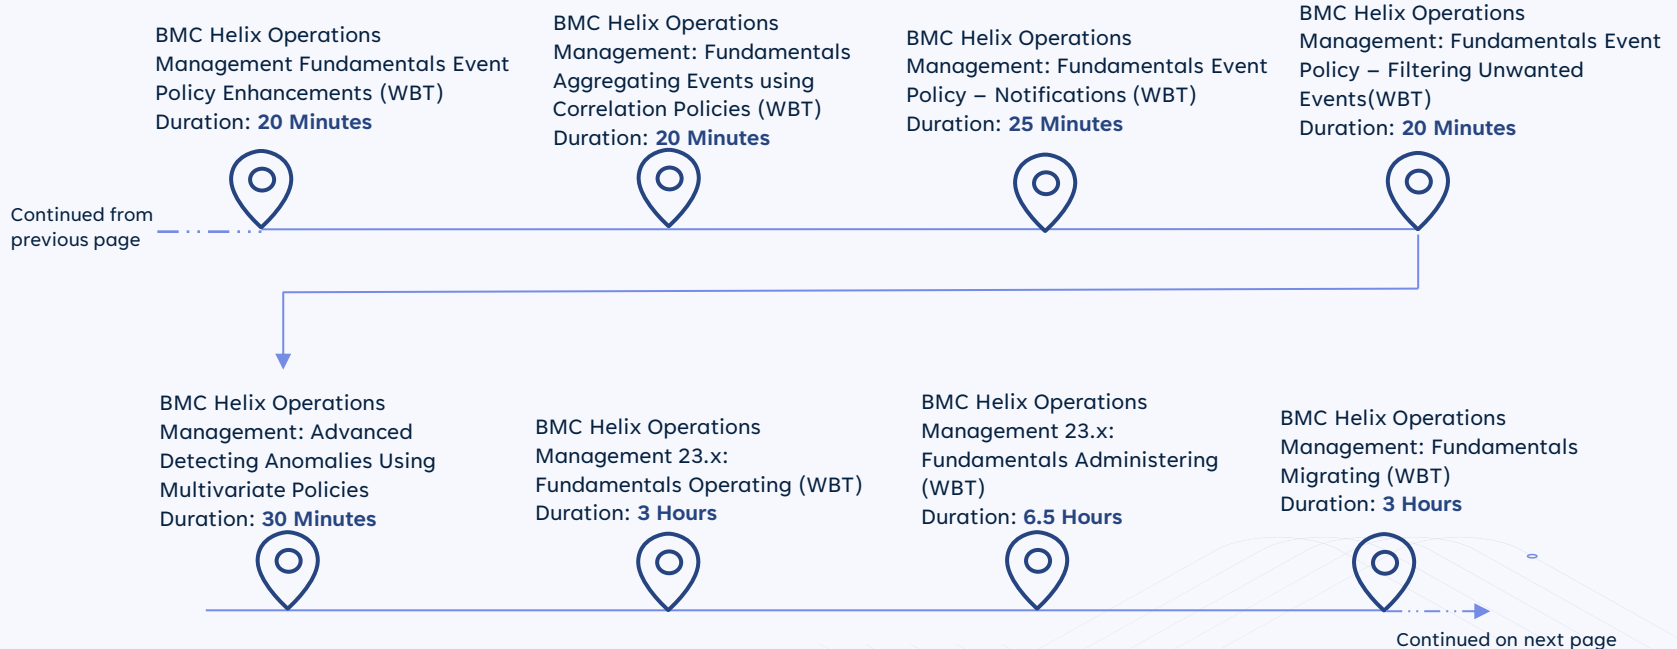 BMC Helix Operations
Management Fundamentals Event
Policy Enhancements (WBT)
Duration: 20 Minutes
BMC Helix Operations
Management: Fundamentals
Aggregating Events using
Correlation Policies (WBT)
Duration: 20 Minutes
BMC Helix Operations
Management: Fundamentals Event
Policy – Notifications (WBT)
Duration: 25 Minutes
BMC Helix Operations
Management: Fundamentals Event
Policy – Filtering Unwanted
Events(WBT)
Duration: 20 Minutes
Continued from
previous page
BMC Helix Operations
Management: Advanced
Detecting Anomalies Using
Multivariate Policies
Duration: 30 Minutes
BMC Helix Operations
Management 23.x:
Fundamentals Operating (WBT)
Duration: 3 Hours
BMC Helix Operations
Management 23.x:
Fundamentals Administering
(WBT)
Duration: 6.5 Hours
BMC Helix Operations
Management: Fundamentals
Migrating (WBT)
Duration: 3 Hours
Continued on next page